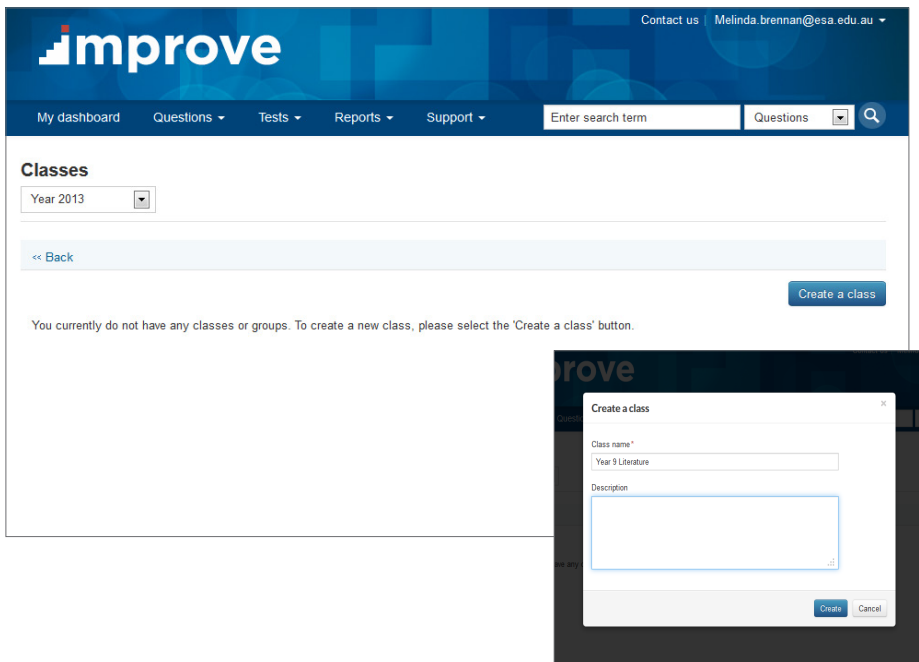 Contact us | Melinda.brennan@esa.edu.au
improve
My dashboard Questions Tests Reports Support Enter search term Questions
Classes
Year 2013
<< Back
Create a class
You currently do not have any classes or groups. To create a new class, please select the 'Create a class' button.
rove
Create a class ×
Class name*
Year 9 Literature
Description
Create Cancel